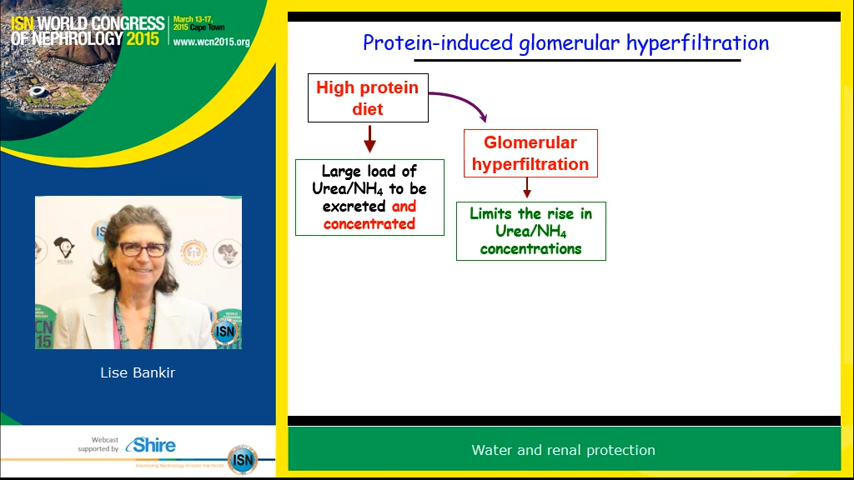 ISN WORLD CONGRESS
OF NEPHROLOGY 2015
March 13-17,
2015 Cape Town
www.wcn2015.org
Protein-induced glomerular hyperfiltration
High protein
diet
Glomerular
hyperfiltration
Large load of
Urea/NH₄ to be
excreted and
concentrated
Limits the rise in
Urea/NH₄
concentrations
ISN
Lise Bankir
Webcast
supported by
Shire
ISN
Water and renal protection